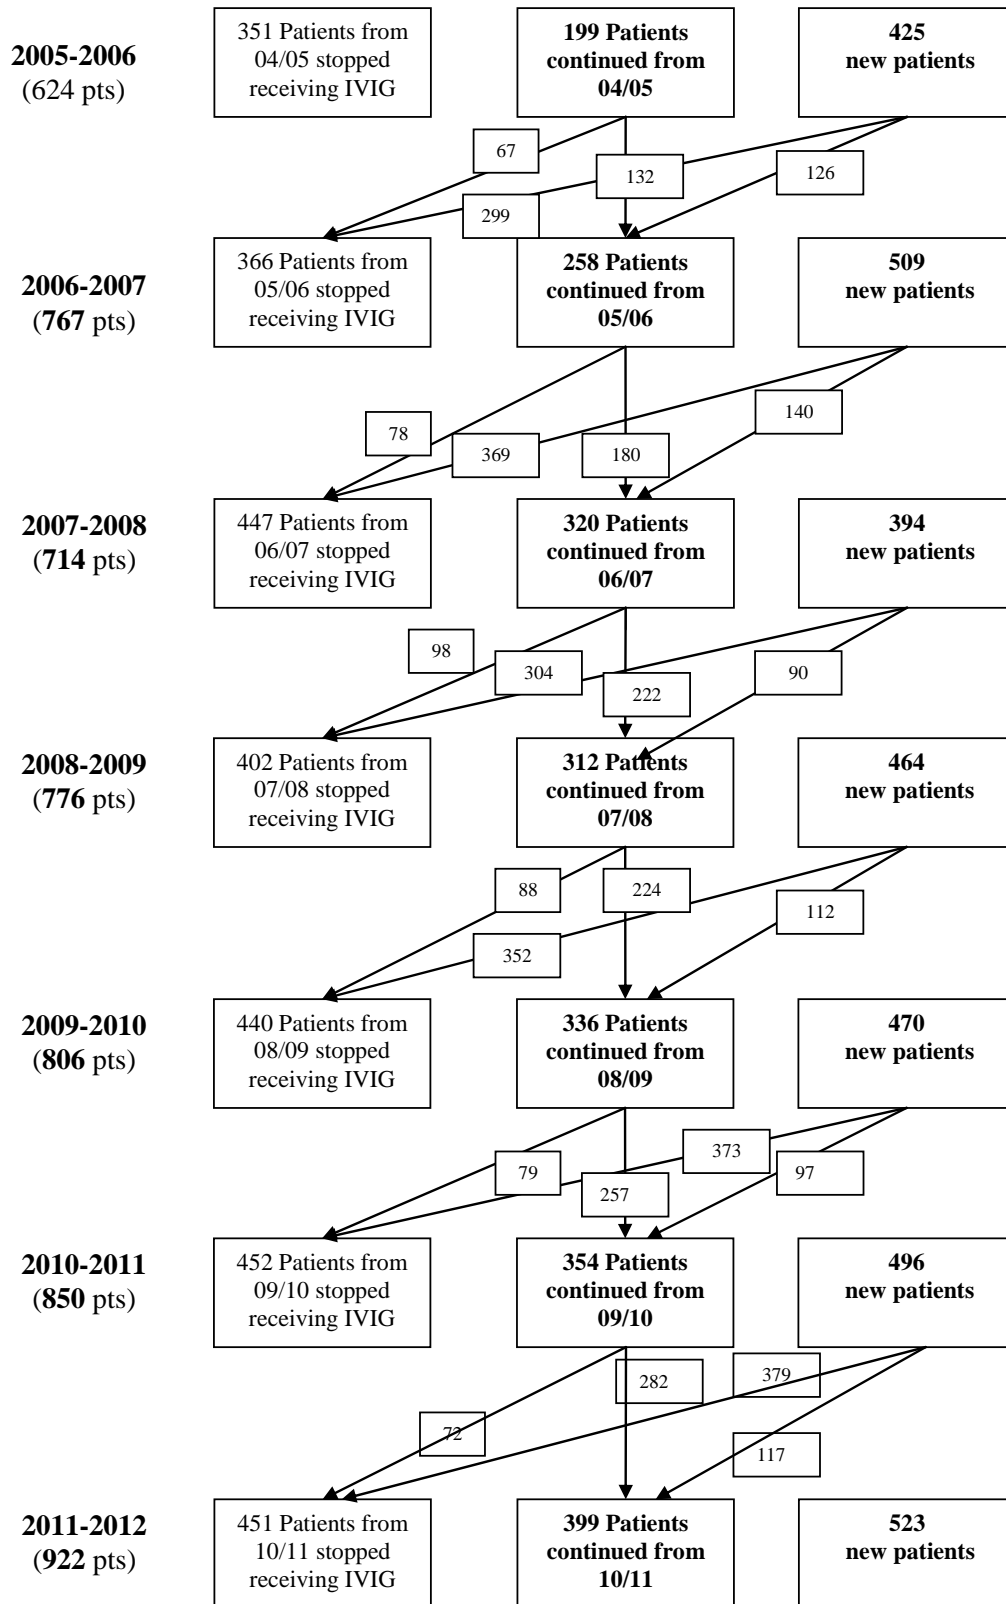 2005-2006
(624 pts)
351 Patients from
04/05 stopped
receiving IVIG
199 Patients
continued from
04/05
425
new patients
67
132
126
299
2006-2007
(767 pts)
366 Patients from
05/06 stopped
receiving IVIG
258 Patients
continued from
05/06
509
new patients
78
369
180
140
2007-2008
(714 pts)
447 Patients from
06/07 stopped
receiving IVIG
320 Patients
continued from
06/07
394
new patients
98
304
222
90
2008-2009
(776 pts)
402 Patients from
07/08 stopped
receiving IVIG
312 Patients
continued from
07/08
464
new patients
88
352
224
112
2009-2010
(806 pts)
440 Patients from
08/09 stopped
receiving IVIG
336 Patients
continued from
08/09
470
new patients
79
257
373
97
2010-2011
(850 pts)
452 Patients from
09/10 stopped
receiving IVIG
354 Patients
continued from
09/10
496
new patients
72
282
379
117
2011-2012
(922 pts)
451 Patients from
10/11 stopped
receiving IVIG
399 Patients
continued from
10/11
523
new patients